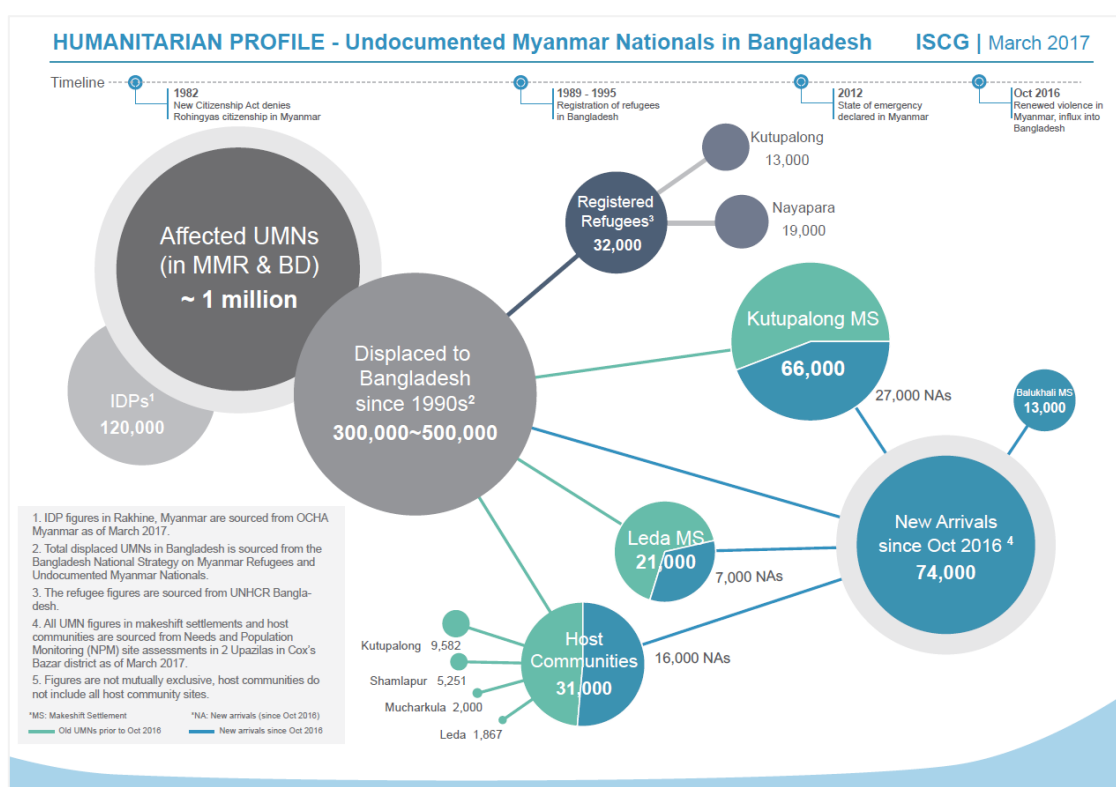 HUMANITARIAN PROFILE - Undocumented Myanmar Nationals in Bangladesh
ISCG | March 2017
Timeline
1982
New Citizenship Act denies
Rohingyas citizenship in Myanmar
1989 - 1995
Registration of refugees
in Bangladesh
2012
State of emergency
declared in Myanmar
Oct 2016
Renewed violence in
Myanmar, influx into
Bangladesh
Affected UMNs
(in MMR & BD)
~ 1 million
IDPs¹
120,000
Displaced to
Bangladesh
since 1990s²
300,000~500,000
Registered
Refugees³
32,000
Kutupalong
13,000
Nayapara
19,000
Kutupalong MS
66,000
27,000 NAs
Balukhali MS
13,000
New Arrivals
since Oct 2016 ⁴
74,000
Leda MS
21,000
7,000 NAs
Host
Communities
31,000
16,000 NAs
Kutupalong 9,582
Shamlapur 5,251
Mucharkula 2,000
Leda 1,867
1. IDP figures in Rakhine, Myanmar are sourced from OCHA
Myanmar as of March 2017.
2. Total displaced UMNs in Bangladesh is sourced from the
Bangladesh National Strategy on Myanmar Refugees and
Undocumented Myanmar Nationals.
3. The refugee figures are sourced from UNHCR Bangla-
desh.
4. All UMN figures in makeshift settlements and host
communities are sourced from Needs and Population
Monitoring (NPM) site assessments in 2 Upazilas in Cox's
Bazar district as of March 2017.
5. Figures are not mutually exclusive, host communities do
not include all host community sites.
*MS: Makeshift Settlement *NA: New arrivals (since Oct 2016)
Old UMNs prior to Oct 2016 New arrivals since Oct 2016